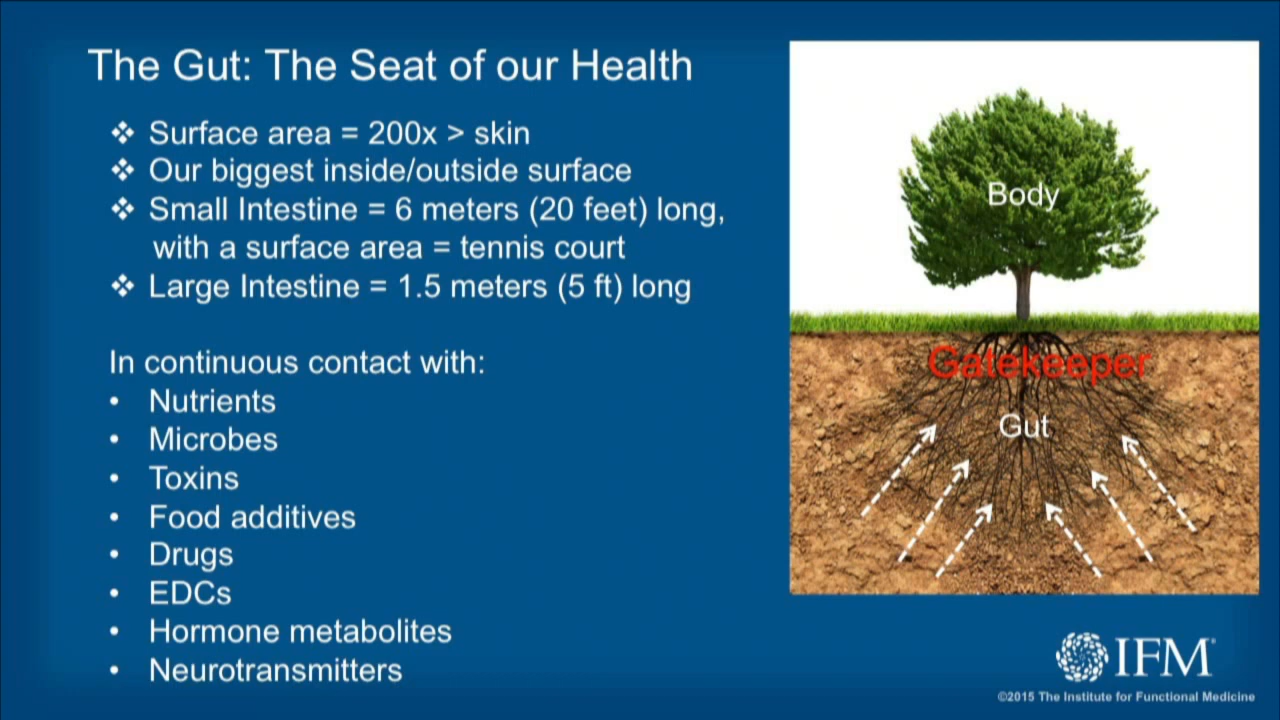 The Gut: The Seat of our Health
❖ Surface area = 200x > skin
❖ Our biggest inside/outside surface
❖ Small Intestine = 6 meters (20 feet) long,
with a surface area = tennis court
❖ Large Intestine = 1.5 meters (5 ft) long
In continuous contact with:
• Nutrients
• Microbes
• Toxins
• Food additives
• Drugs
• EDCs
• Hormone metabolites
• Neurotransmitters
Body
Gatekeeper
Gut
IFM
©2015 The Institute for Functional Medicine